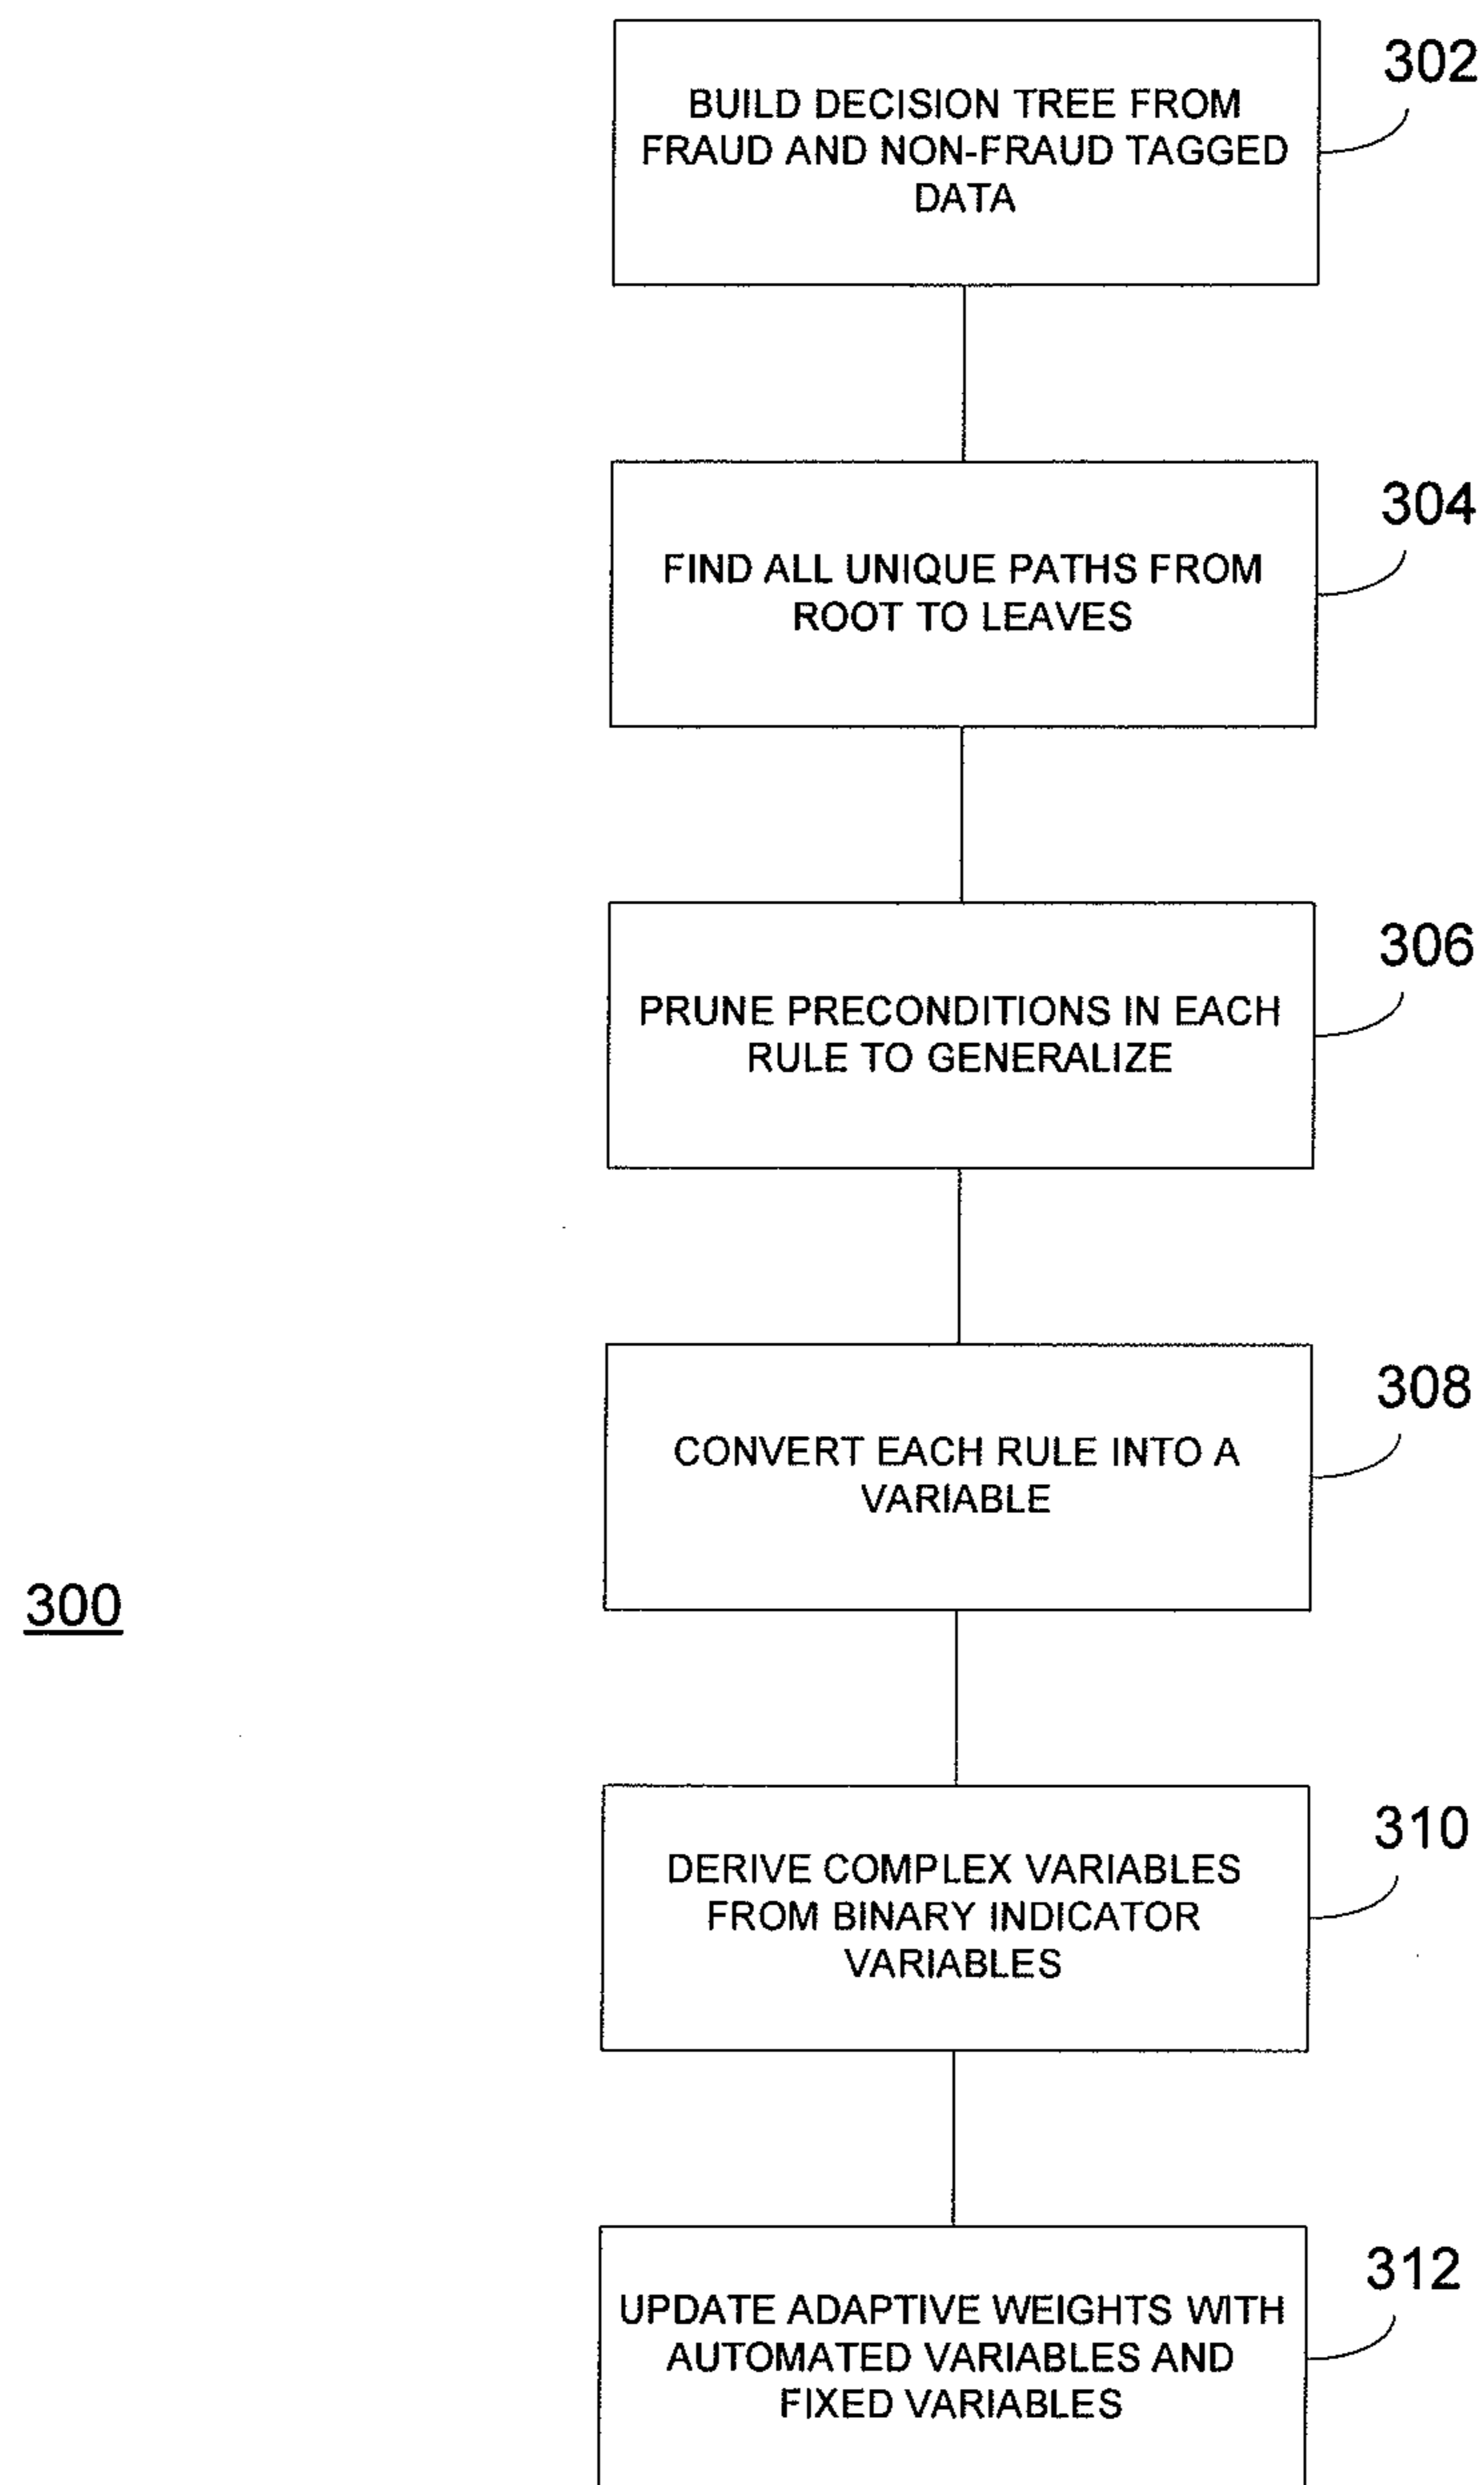 302
BUILD DECISION TREE FROM
FRAUD AND NON-FRAUD TAGGED
DATA
304
FIND ALL UNIQUE PATHS FROM
ROOT TO LEAVES
306
PRUNE PRECONDITIONS IN EACH
RULE TO GENERALIZE
308
CONVERT EACH RULE INTO A
VARIABLE
300
310
DERIVE COMPLEX VARIABLES
FROM BINARY INDICATOR
VARIABLES
312
UPDATE ADAPTIVE WEIGHTS WITH
AUTOMATED VARIABLES AND
FIXED VARIABLES